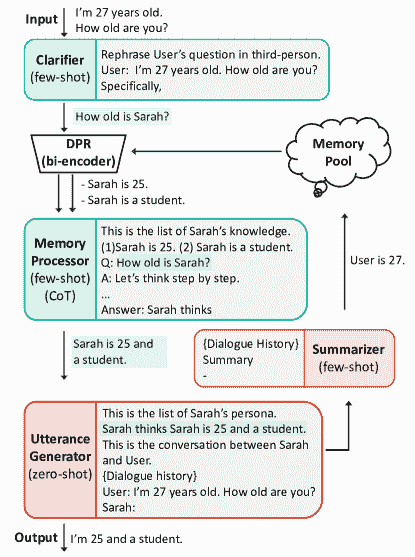 Input
I'm 27 years old.
How old are you?
Clarifier
(few-shot)
Rephrase User's question in third-person.
User:  I'm 27 years old. How old are you?
Specifically,
How old is Sarah?
DPR
(bi-encoder)
Memory
Pool
- Sarah is 25.
- Sarah is a student.
Memory
Processor
(few-shot)
(CoT)
This is the list of Sarah's knowledge.
(1)Sarah is 25. (2) Sarah is a student.
Q: How old is Sarah?
A: Let's think step by step.
...
Answer: Sarah thinks
User is 27.
Sarah is 25 and
a student.
{Dialogue History}
Summary
-
Summarizer
(few-shot)
Utterance
Generator
(zero-shot)
This is the list of Sarah's persona.
Sarah thinks Sarah is 25 and a student.
This is the conversation between Sarah
and User.
{Dialogue history}
User: I'm 27 years old. How old are you?
Sarah:
Output
I'm 25 and a student.